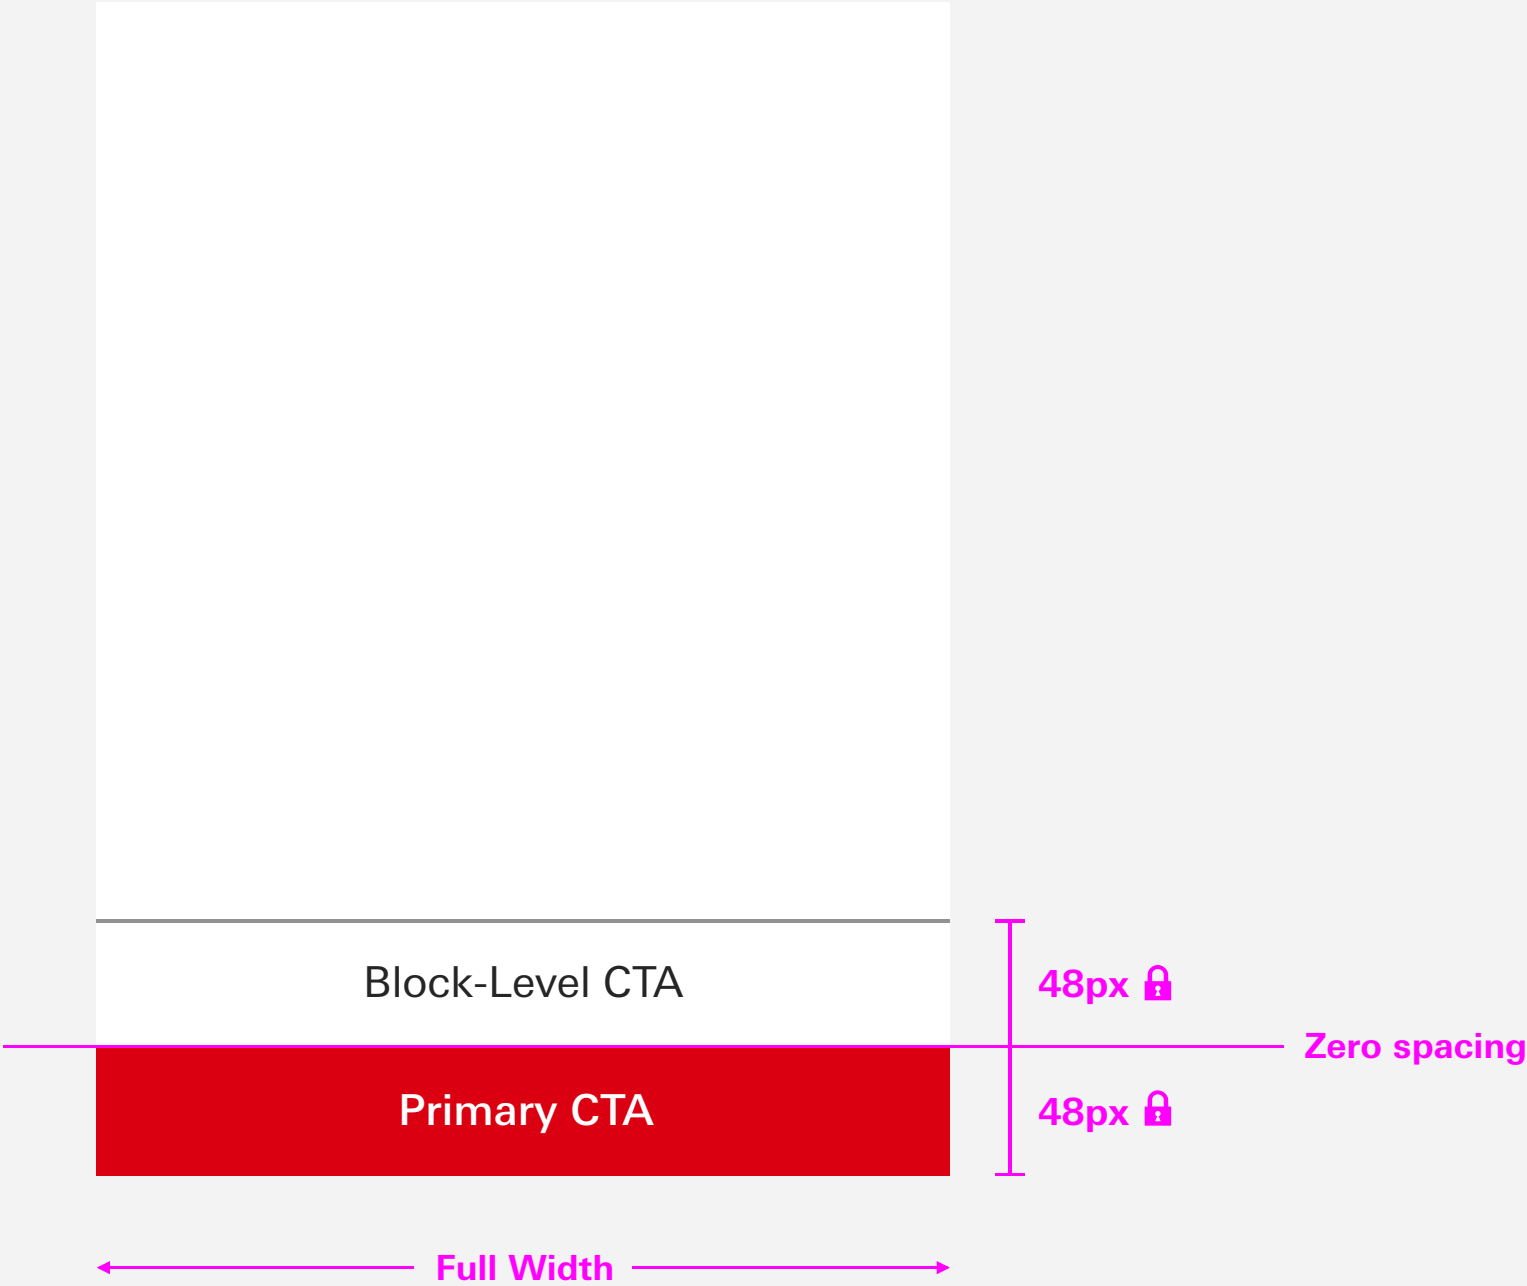 Block-Level CTA
48px
Zero spacing
Primary CTA
48px
Full Width